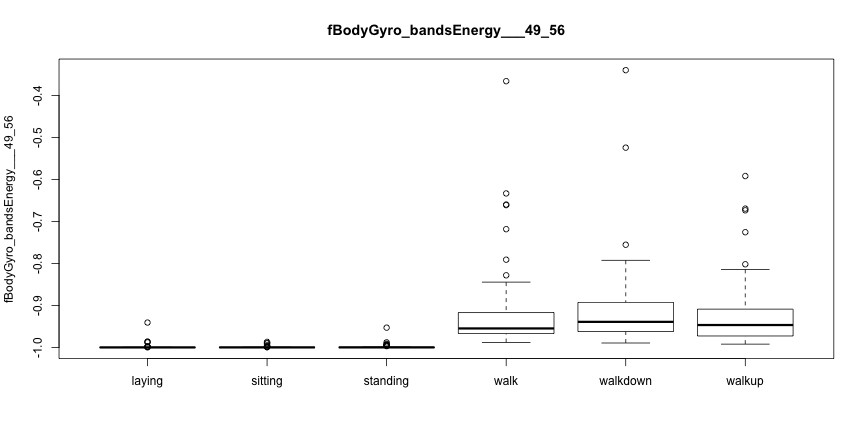 fBodyGyro_bandsEnergy___49_56
fBodyGyro_bandsEnergy___49_56
-0.4
-0.5
-0.6
-0.7
-0.8
-0.9
-1.0
laying sitting standing walk walkdown walkup